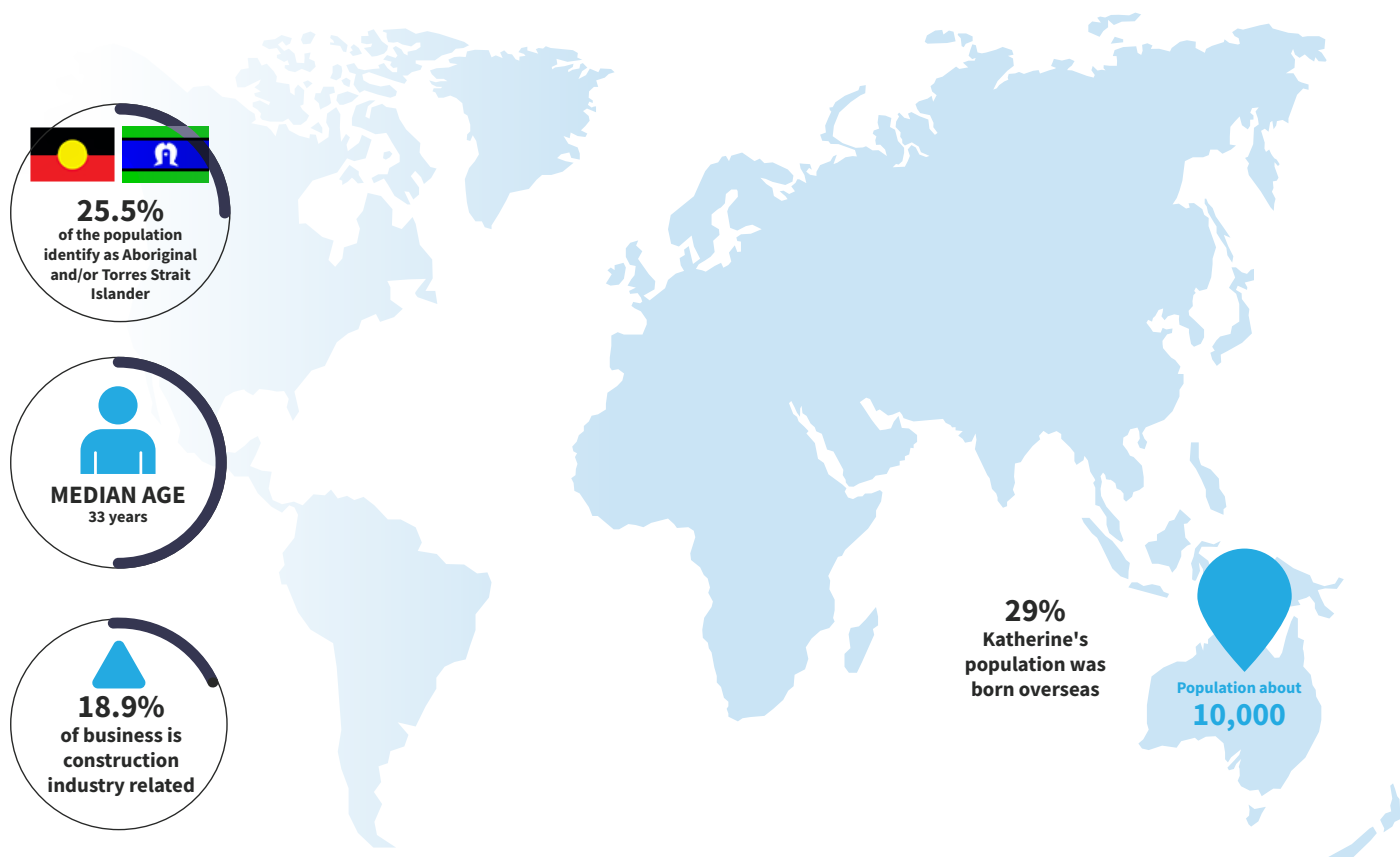 25.5%
of the population
identify as Aboriginal
and/or Torres Strait
Islander
MEDIAN AGE
33 years
18.9%
of business is
construction
industry related
29%
Katherine's
population was
born overseas
Population about
10,000